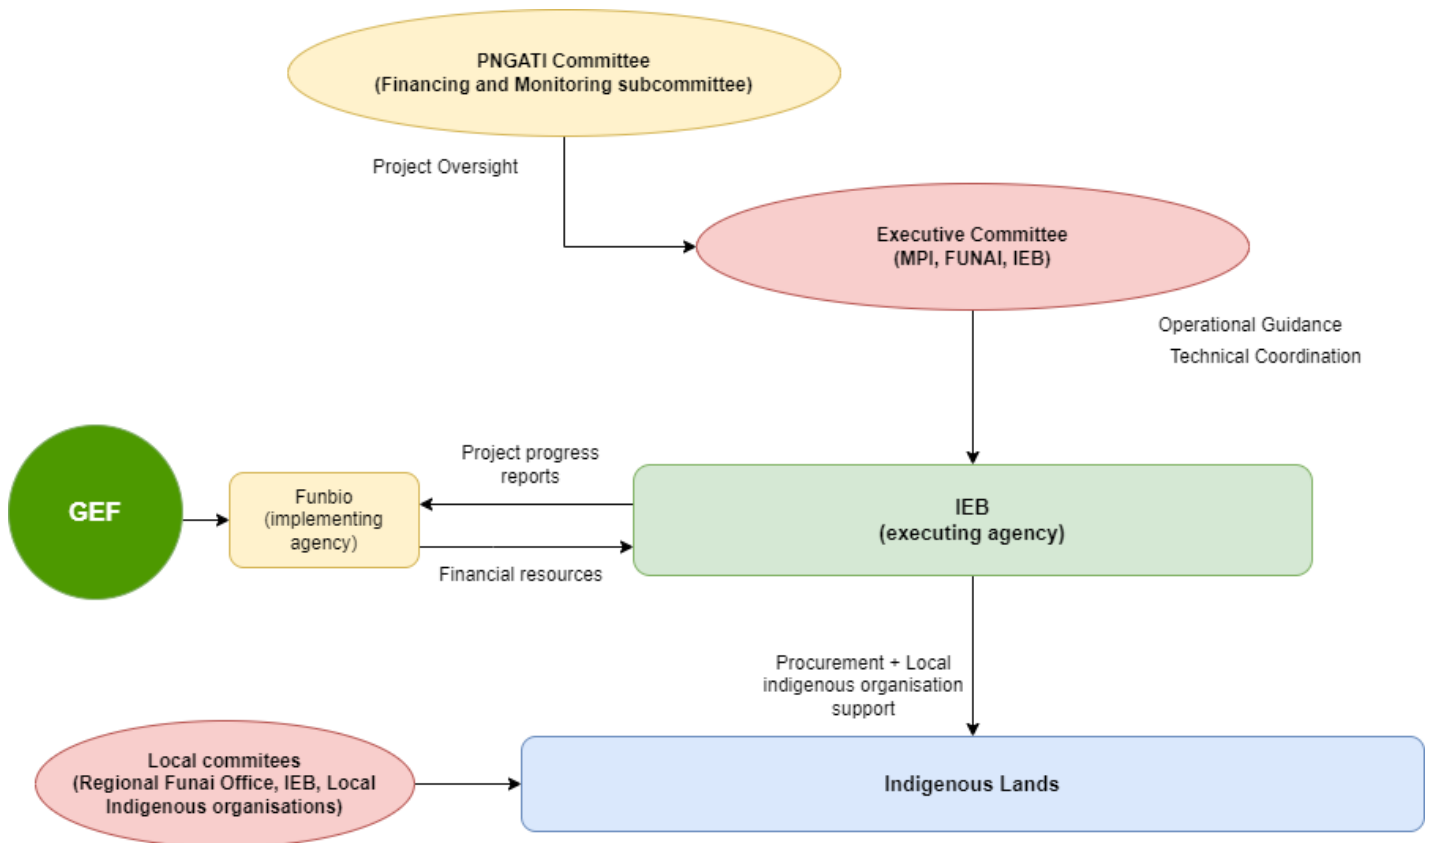 PNGATI Committee
(Financing and Monitoring subcommittee)
Project Oversight
Executive Committee
(MPI, FUNAI, IEB)
Operational Guidance
Technical Coordination
GEF
Funbio
(implementing
agency)
Project progress
reports
Financial resources
IEB
(executing agency)
Procurement + Local
indigenous organisation
support
Local commitees
(Regional Funai Office, IEB, Local
Indigenous organisations)
Indigenous Lands